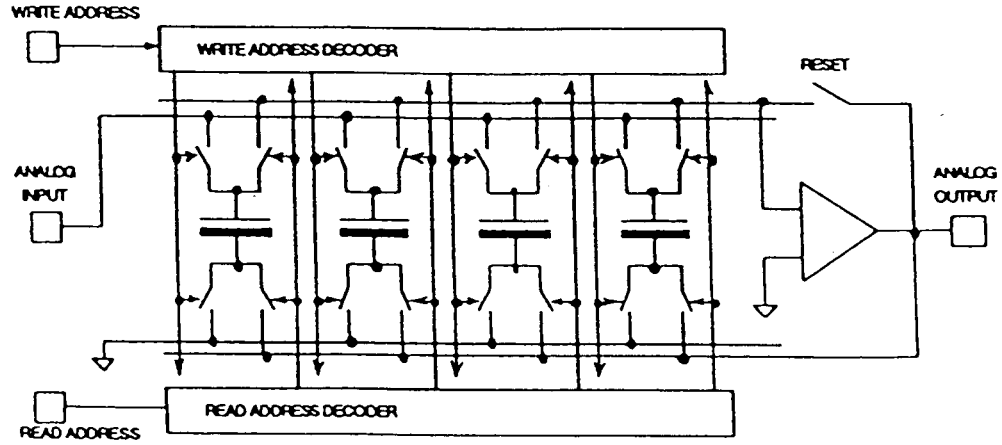 WRITE ADDRESS
WRITE ADDRESS DECODER
RESET
ANALOG
INPUT
ANALOG
OUTPUT
READ ADDRESS DECODER
READ ADDRESS